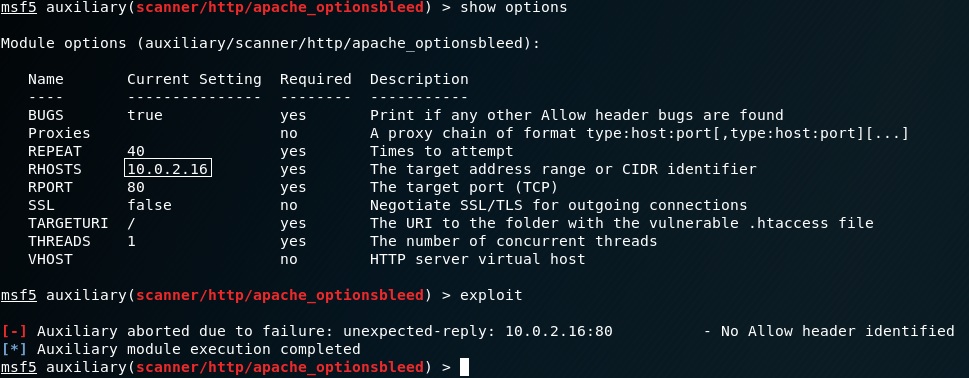 msf5 auxiliary(scanner/http/apache_optionsbleed) > show options
Module options (auxiliary/scanner/http/apache_optionsbleed):
Name Current Setting Required Description
---- --------------- -------- -----------
BUGS true yes Print if any other Allow header bugs are found
Proxies no A proxy chain of format type:host:port[,type:host:port][...]
REPEAT 40 yes Times to attempt
RHOSTS 10.0.2.16 yes The target address range or CIDR identifier
RPORT 80 yes The target port (TCP)
SSL false no Negotiate SSL/TLS for outgoing connections
TARGETURI / yes The URI to the folder with the vulnerable .htaccess file
THREADS 1 yes The number of concurrent threads
VHOST no HTTP server virtual host
msf5 auxiliary(scanner/http/apache_optionsbleed) > exploit
[-] Auxiliary aborted due to failure: unexpected-reply: 10.0.2.16:80 - No Allow header identified
[*] Auxiliary module execution completed
msf5 auxiliary(scanner/http/apache_optionsbleed) >